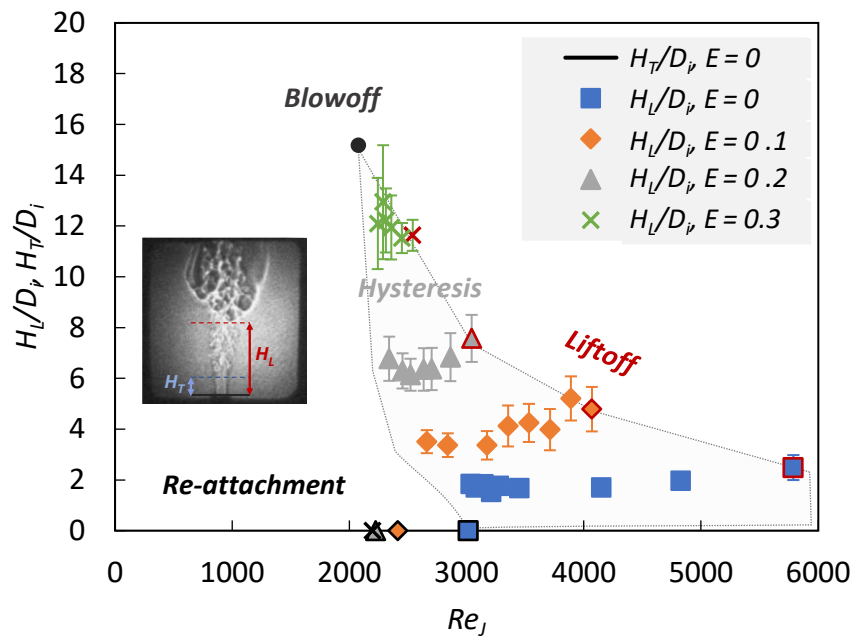 20
18
16
14
12
10
8
6
4
2
0
H_L/D_i, H_T/D_i
Blowoff
H_T/D_i, E = 0
H_L/D_i, E = 0
H_L/D_i, E = 0 .1
H_L/D_i, E = 0 .2
H_L/D_i, E = 0.3
Hysteresis
Liftoff
H_L
H_T
Re-attachment
0 1000 2000 3000 4000 5000 6000
Re_J